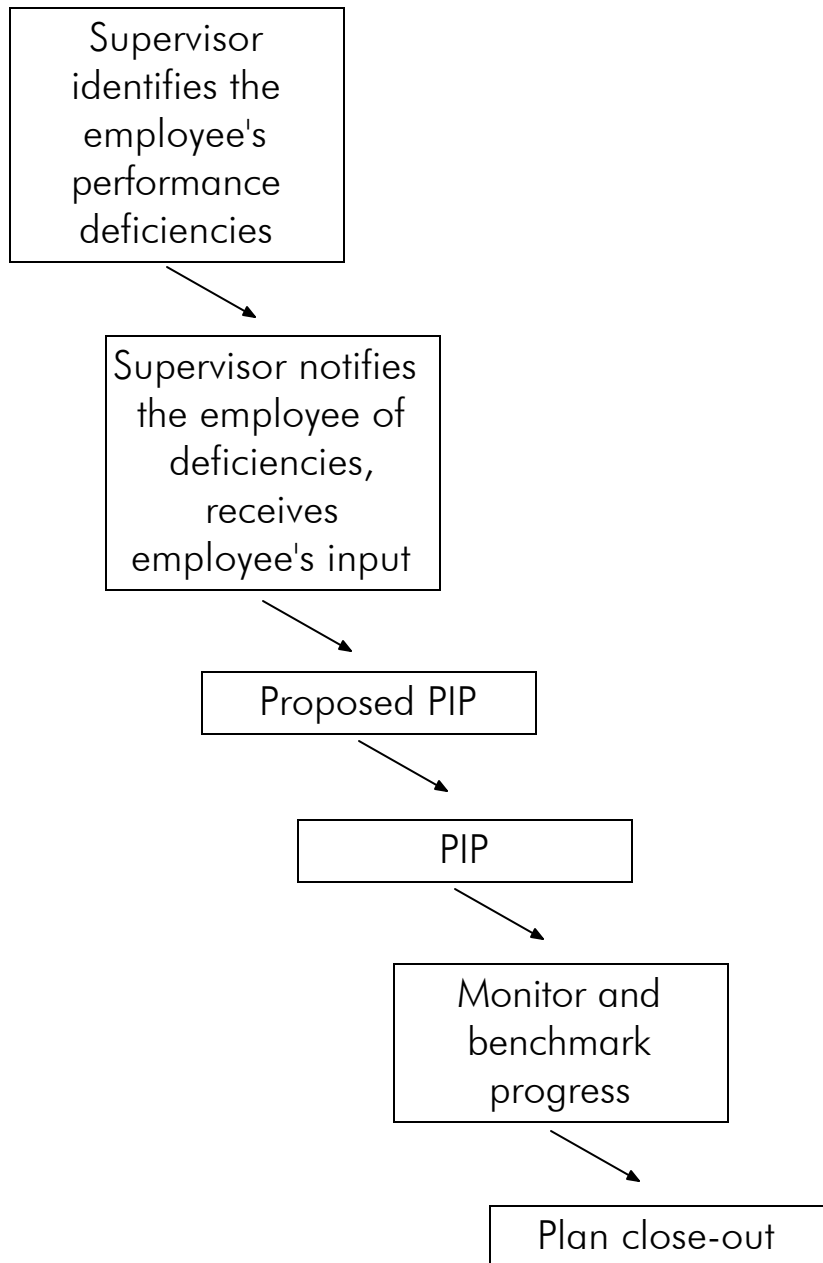 Supervisor
identifies the
employee's
performance
deficiencies
Supervisor notifies
the employee of
deficiencies,
receives
employee's input
Proposed PIP
PIP
Monitor and
benchmark
progress
Plan close-out